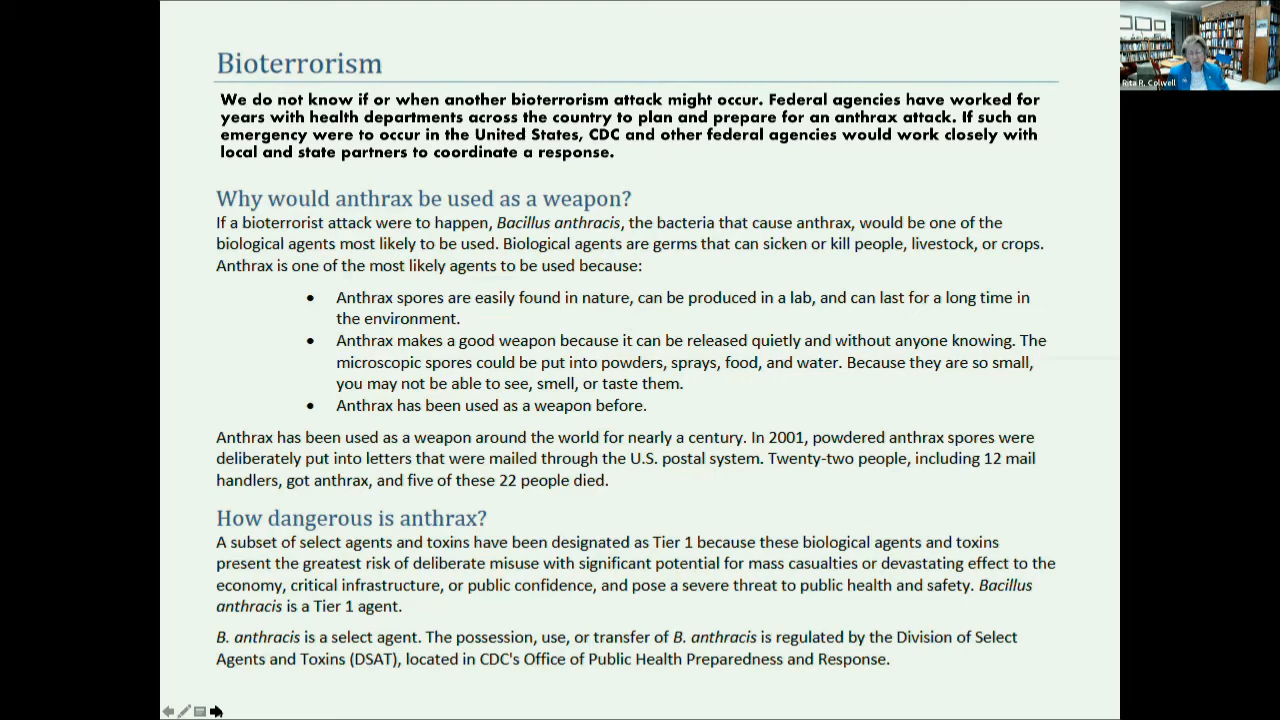 Bioterrorism
Rita R. Colwell
We do not know if or when another bioterrorism attack might occur. Federal agencies have worked for
years with health departments across the country to plan and prepare for an anthrax attack. If such an
emergency were to occur in the United States, CDC and other federal agencies would work closely with
local and state partners to coordinate a response.
Why would anthrax be used as a weapon?
If a bioterrorist attack were to happen, Bacillus anthracis, the bacteria that cause anthrax, would be one of the
biological agents most likely to be used. Biological agents are germs that can sicken or kill people, livestock, or crops.
Anthrax is one of the most likely agents to be used because:
• Anthrax spores are easily found in nature, can be produced in a lab, and can last for a long time in
the environment.
• Anthrax makes a good weapon because it can be released quietly and without anyone knowing. The
microscopic spores could be put into powders, sprays, food, and water. Because they are so small,
you may not be able to see, smell, or taste them.
• Anthrax has been used as a weapon before.
Anthrax has been used as a weapon around the world for nearly a century. In 2001, powdered anthrax spores were
deliberately put into letters that were mailed through the U.S. postal system. Twenty-two people, including 12 mail
handlers, got anthrax, and five of these 22 people died.
How dangerous is anthrax?
A subset of select agents and toxins have been designated as Tier 1 because these biological agents and toxins
present the greatest risk of deliberate misuse with significant potential for mass casualties or devastating effect to the
economy, critical infrastructure, or public confidence, and pose a severe threat to public health and safety. Bacillus
anthracis is a Tier 1 agent.
B. anthracis is a select agent. The possession, use, or transfer of B. anthracis is regulated by the Division of Select
Agents and Toxins (DSAT), located in CDC's Office of Public Health Preparedness and Response.